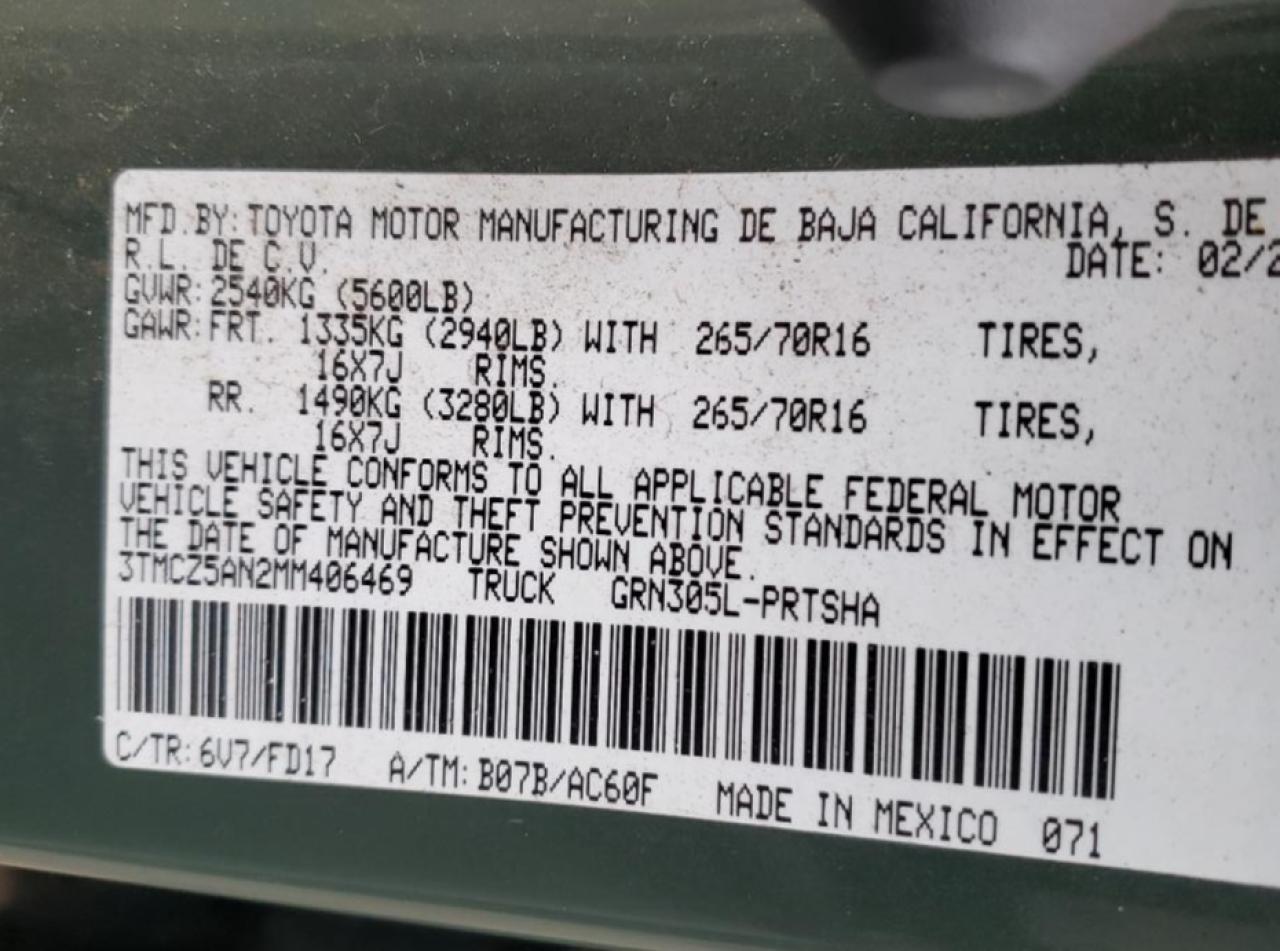 MFD.BY:TOYOTA MOTOR MANUFACTURING DE BAJA CALIFORNIA, S. DE
R.L. DE C.V. DATE: 02/2
GVWR:2540KG (5600LB)
GAWR:FRT. 1335KG (2940LB) WITH 265/70R16 TIRES,
16X7J RIMS.
RR. 1490KG (3280LB) WITH 265/70R16 TIRES,
16X7J RIMS.
THIS VEHICLE CONFORMS TO ALL APPLICABLE FEDERAL MOTOR
VEHICLE SAFETY AND THEFT PREVENTION STANDARDS IN EFFECT ON
THE DATE OF MANUFACTURE SHOWN ABOVE.
3TMCZ5AN2MM406469 TRUCK GRN305L-PRTSHA
C/TR:6V7/FD17 A/TM:B07B/AC60F MADE IN MEXICO 071